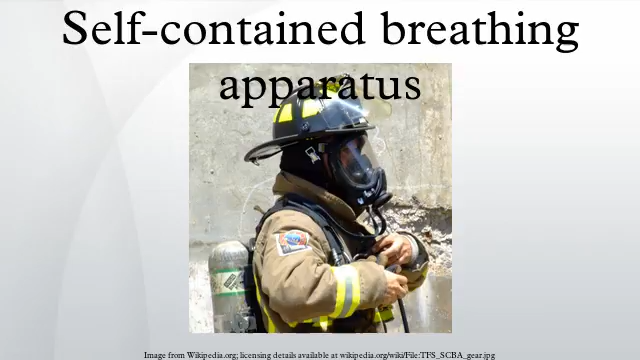 Self-contained breathing
apparatus
Image from Wikipedia.org; licensing details available at wikipedia.org/wiki/File:TFS_SCBA_gear.jpg